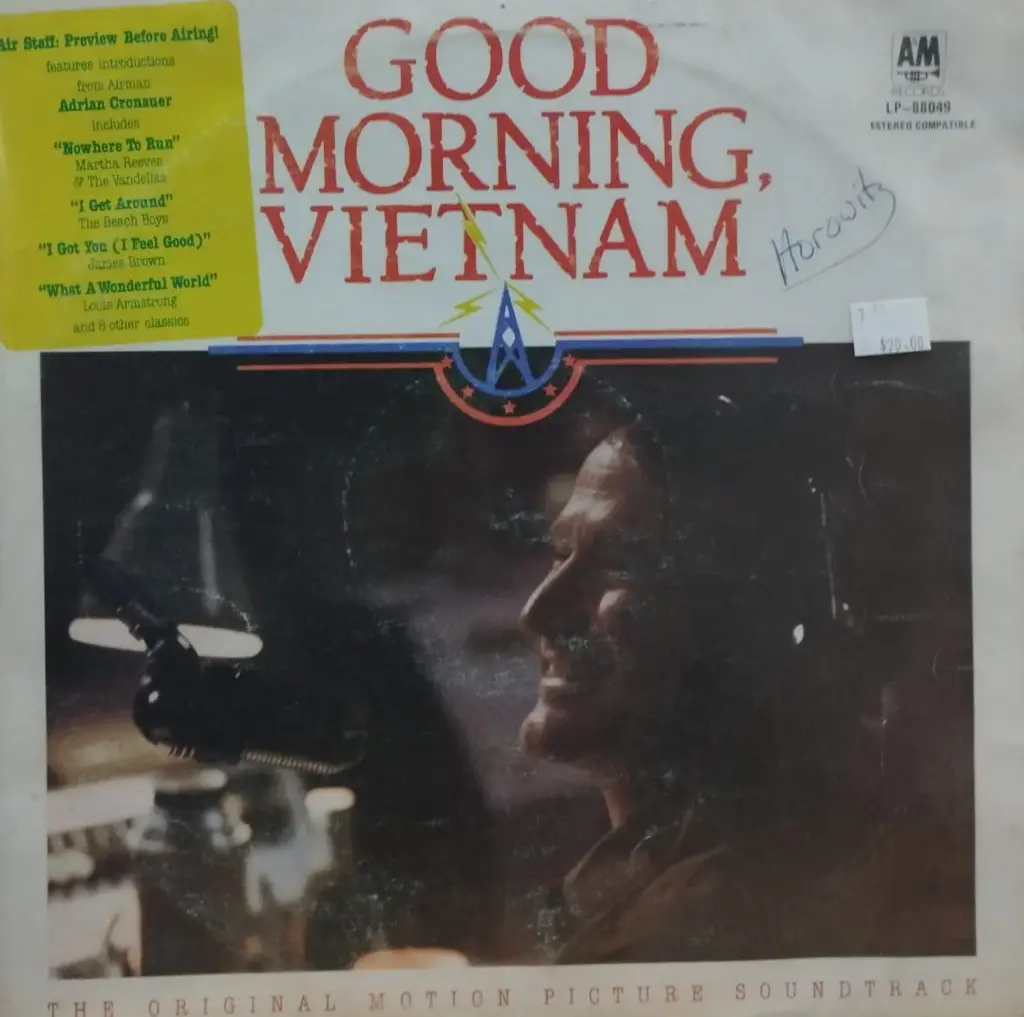 Air Staff: Preview Before Airing!
features introductions
from Airman
Adrian Cronauer
includes
"Nowhere To Run"
Martha Reeves
& The Vandellas
"I Get Around"
The Beach Boys
"I Got You (I Feel Good)"
James Brown
"What A Wonderful World"
Louis Armstrong
and 8 other classics
GOOD
MORNING,
VIETNAM
AM
RECORDS
LP-88049
ESTEREO COMPATIBLE
Horowitz
$20.00
THE ORIGINAL MOTION PICTURE SOUNDTRACK